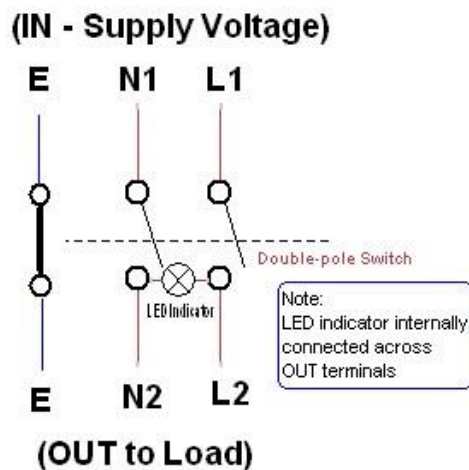 (IN - Supply Voltage)
E N1 L1
Double-pole Switch
LED Indicator
Note:
LED indicator internally
connected across
OUT terminals
E N2 L2
(OUT to Load)